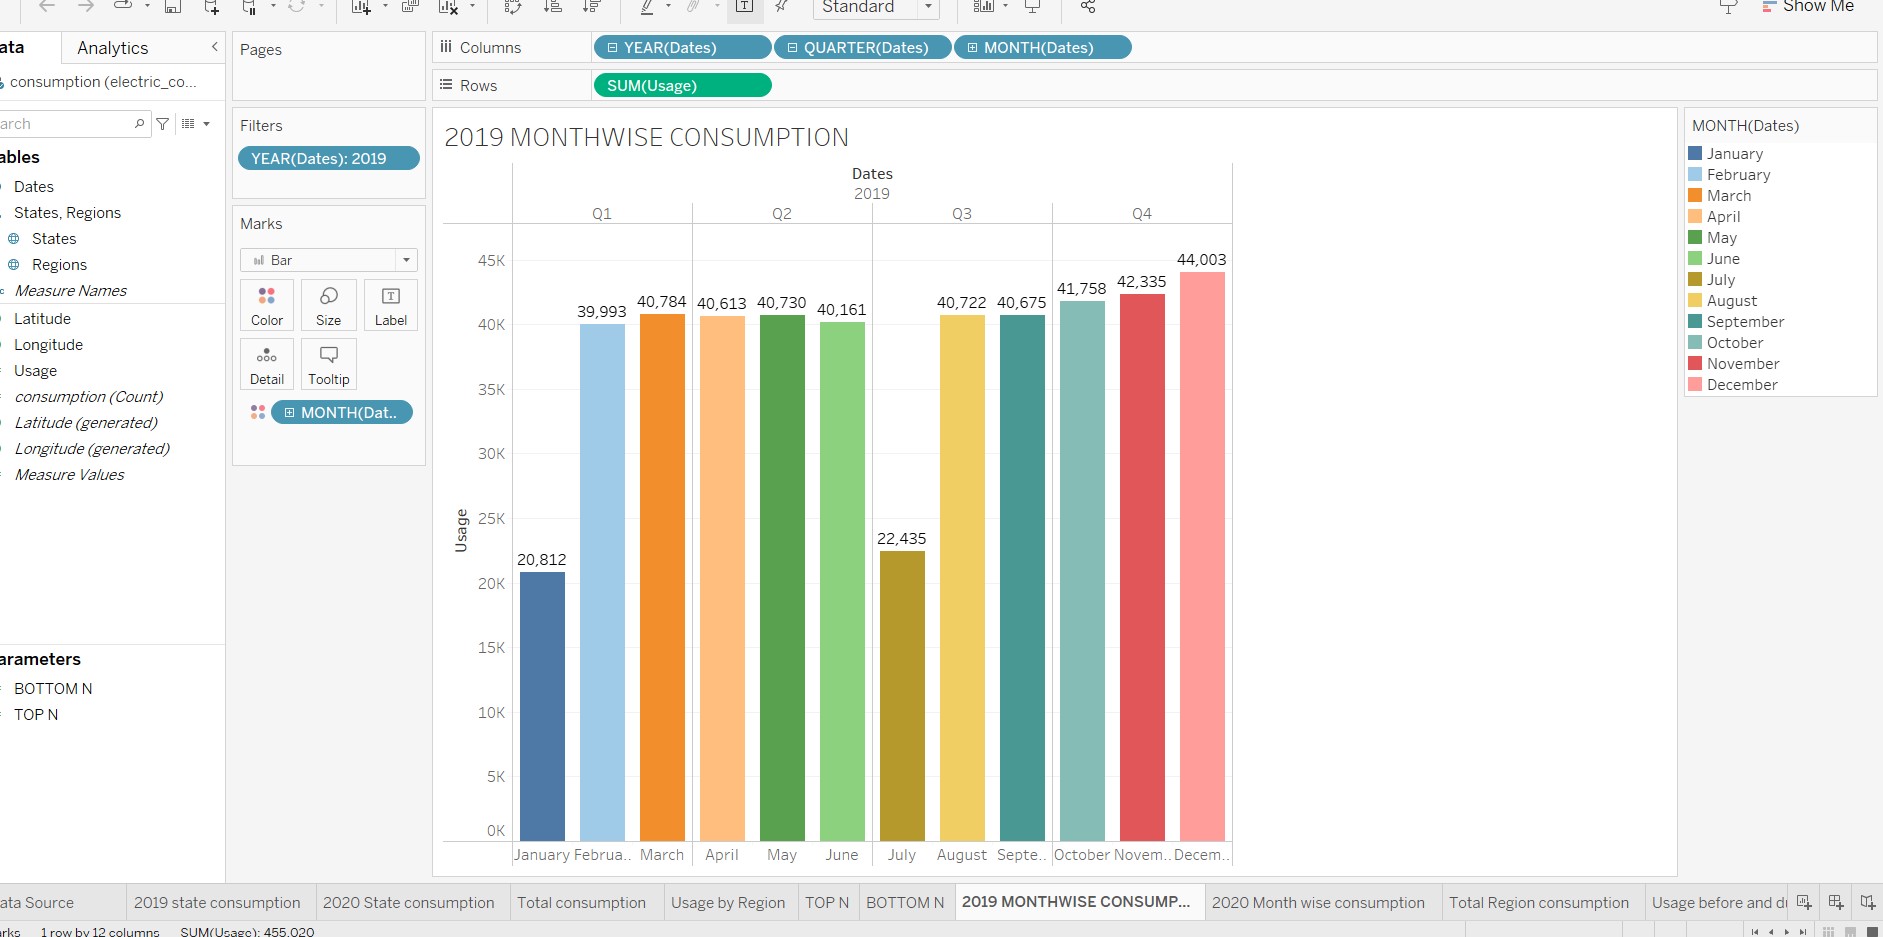 Standard
Show Me
ata
Analytics
Pages
Columns
YEAR(Dates)
QUARTER(Dates)
MONTH(Dates)
consumption (electric_co...
Rows
SUM(Usage)
arch
Filters
YEAR(Dates): 2019
ables
Dates
States, Regions
States
Regions
Measure Names
Latitude
Longitude
Usage
consumption (Count)
Latitude (generated)
Longitude (generated)
Measure Values
arameters
BOTTOM N
TOP N
Marks
Bar
Color
Size
Label
Detail
Tooltip
MONTH(Dat..
2019 MONTHWISE CONSUMPTION
Dates
2019
Q1
Q2
Q3
Q4
45K
40K
35K
30K
25K
20K
15K
10K
5K
0K
Usage
20,812
39,993
40,784
40,613
40,730
40,161
22,435
40,722
40,675
41,758
42,335
44,003
January
Februa..
March
April
May
June
July
August
Septe..
October
Novem..
Decem..
MONTH(Dates)
January
February
March
April
May
June
July
August
September
October
November
December
ata Source
2019 state consumption
2020 State consumption
Total consumption
Usage by Region
TOP N
BOTTOM N
2019 MONTHWISE CONSUMP...
2020 Month wise consumption
Total Region consumption
Usage before and d
arks
1 row by 12 columns
SUM(Usage): 455,020